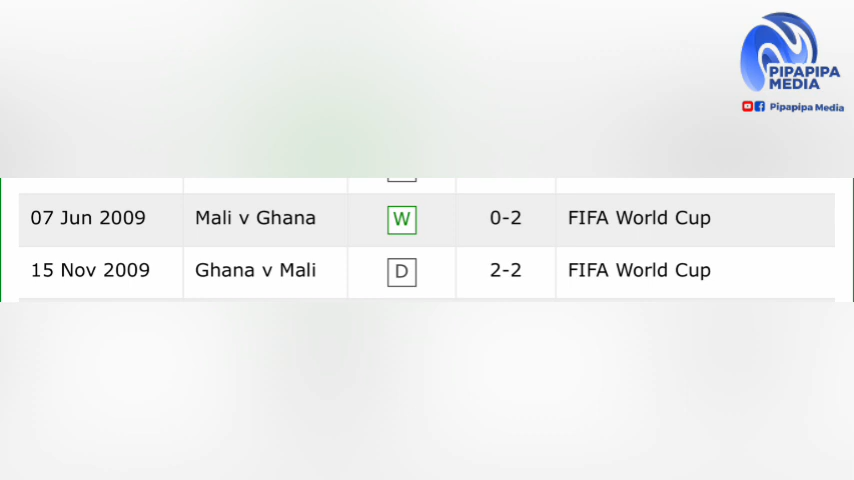 PIPAPIPA
MEDIA
Pipapipa Media
07 Jun 2009 Mali v Ghana W 0-2 FIFA World Cup
15 Nov 2009 Ghana v Mali D 2-2 FIFA World Cup